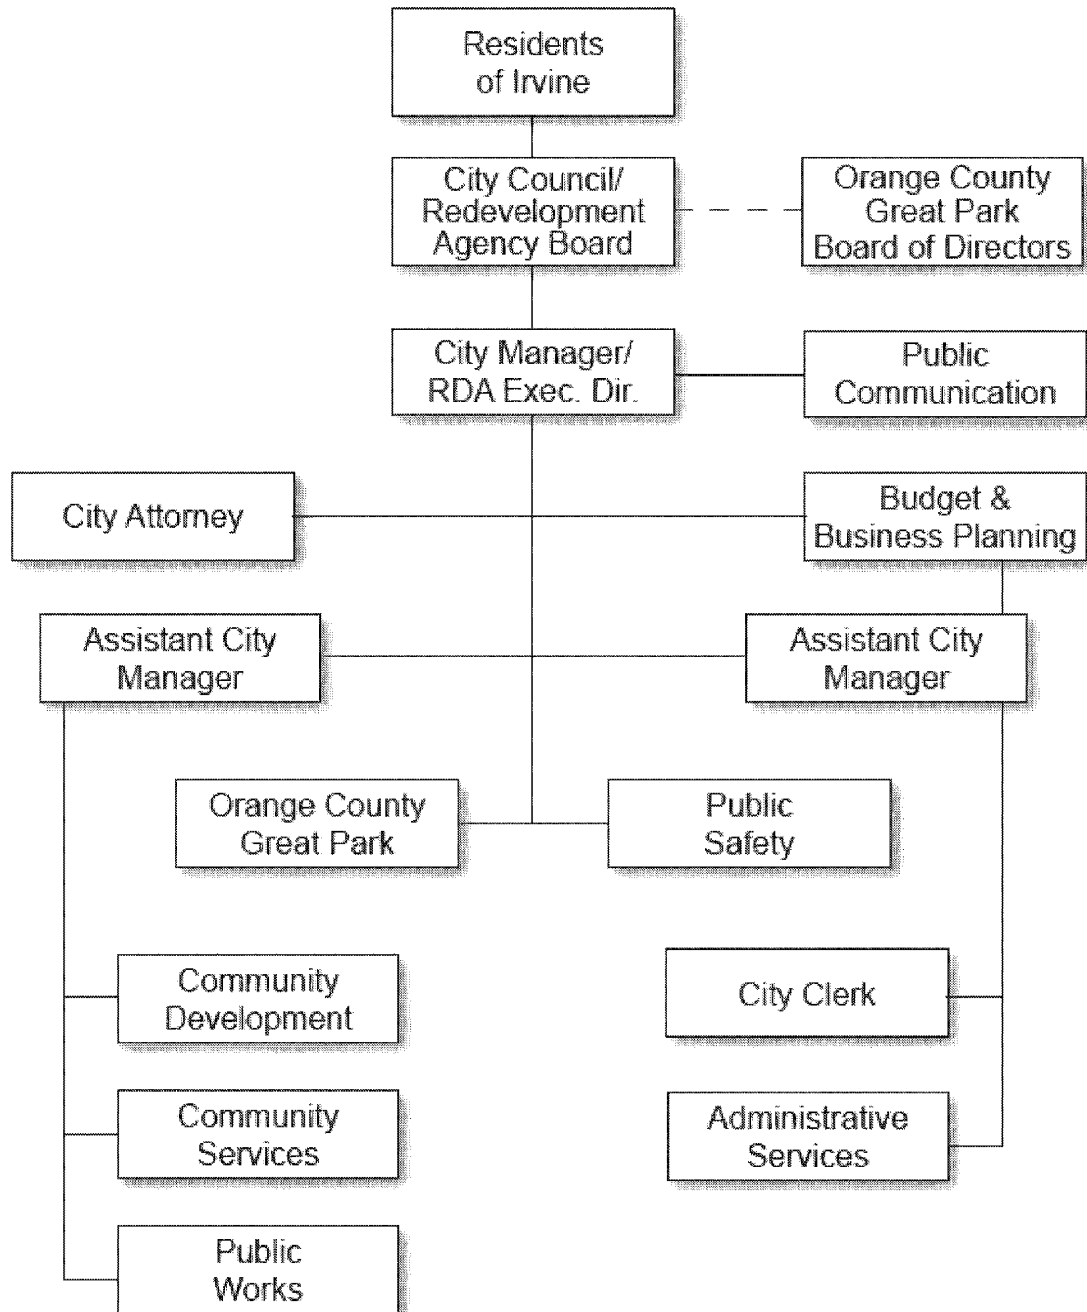 Residents
of Irvine
City Council/
Redevelopment
Agency Board
Orange County
Great Park
Board of Directors
City Manager/
RDA Exec. Dir.
Public
Communication
City Attorney
Budget &
Business Planning
Assistant City
Manager
Assistant City
Manager
Orange County
Great Park
Public
Safety
Community
Development
City Clerk
Community
Services
Administrative
Services
Public
Works